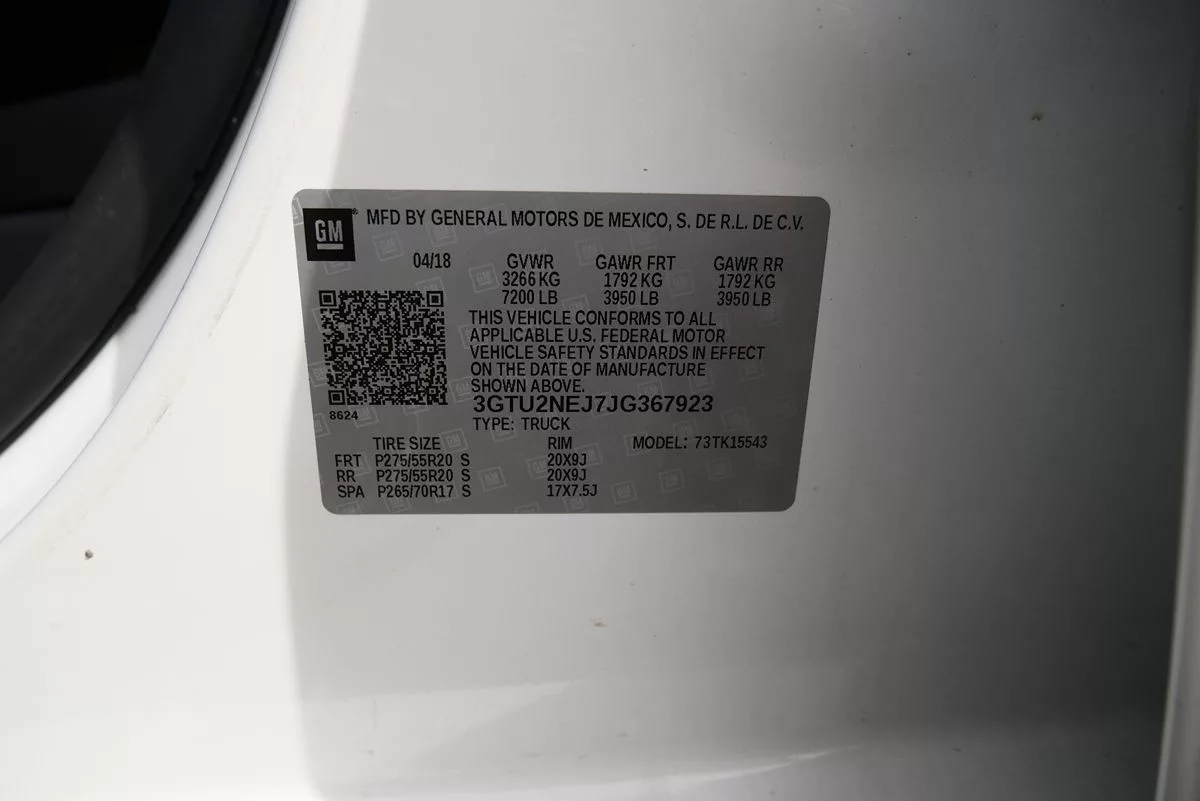 GM ® MFD BY GENERAL MOTORS DE MEXICO, S. DE R.L. DE C.V.
04/18 GVWR GAWR FRT GAWR RR
3266 KG 1792 KG 1792 KG
7200 LB 3950 LB 3950 LB
THIS VEHICLE CONFORMS TO ALL
APPLICABLE U.S. FEDERAL MOTOR
VEHICLE SAFETY STANDARDS IN EFFECT
ON THE DATE OF MANUFACTURE
SHOWN ABOVE.
3GTU2NEJ7JG367923
8624
TYPE: TRUCK
TIRE SIZE RIM MODEL: 73TK15543
FRT P275/55R20 S 20X9J
RR P275/55R20 S 20X9J
SPA P265/70R17 S 17X7.5J